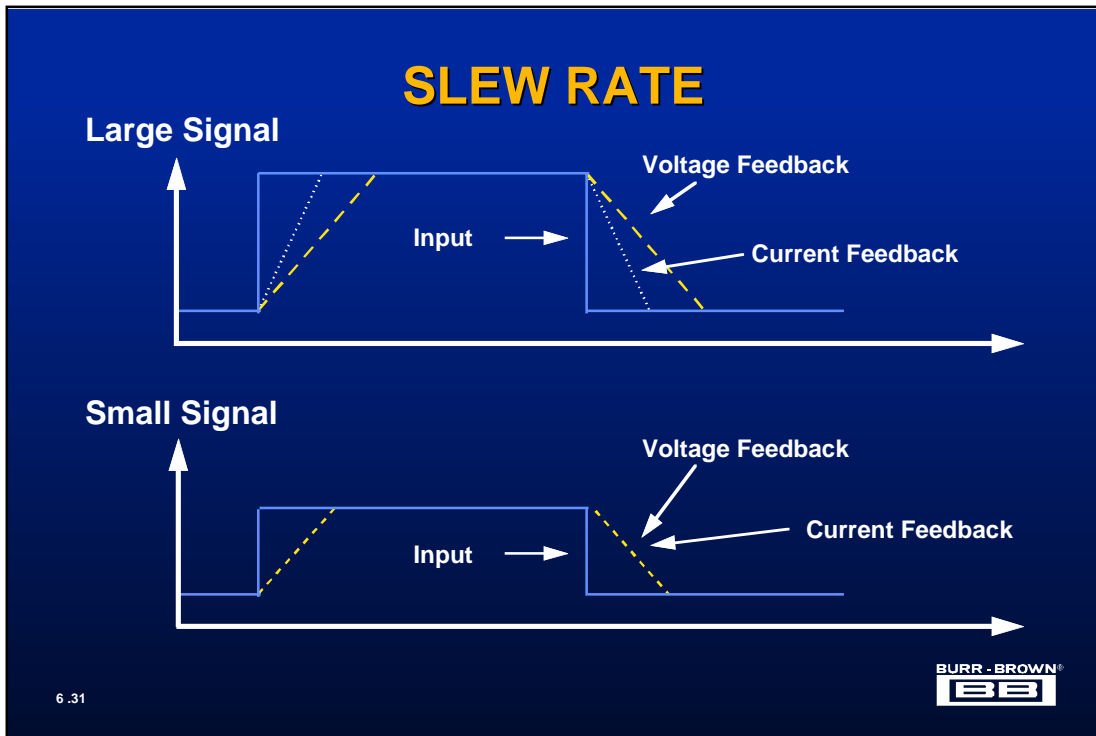 SLEW RATE
Large Signal
Voltage Feedback
Input
Current Feedback
Small Signal
Voltage Feedback
Current Feedback
Input
6 .31
BURR - BROWN®
BB